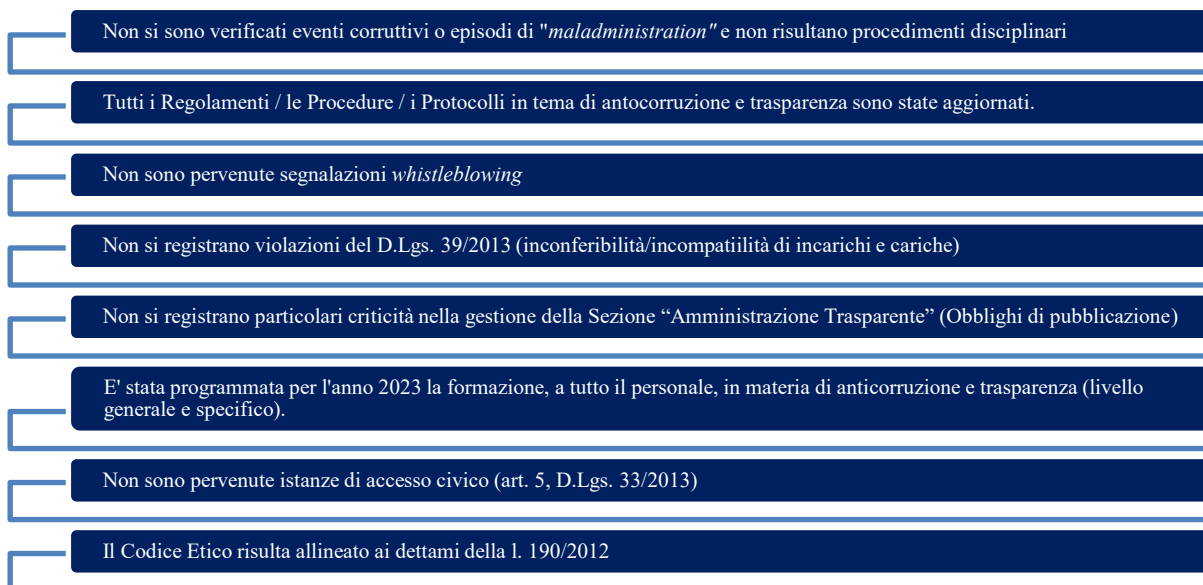 Non si sono verificati eventi corruttivi o episodi di "maladministration" e non risultano procedimenti disciplinari
Tutti i Regolamenti / le Procedure / i Protocolli in tema di antocorruzione e trasparenza sono state aggiornati.
Non sono pervenute segnalazioni whistleblowing
Non si registrano violazioni del D.Lgs. 39/2013 (inconferibilità/incompatiilità di incarichi e cariche)
Non si registrano particolari criticità nella gestione della Sezione “Amministrazione Trasparente” (Obblighi di pubblicazione)
E' stata programmata per l'anno 2023 la formazione, a tutto il personale, in materia di anticorruzione e trasparenza (livello
generale e specifico).
Non sono pervenute istanze di accesso civico (art. 5, D.Lgs. 33/2013)
Il Codice Etico risulta allineato ai dettami della l. 190/2012